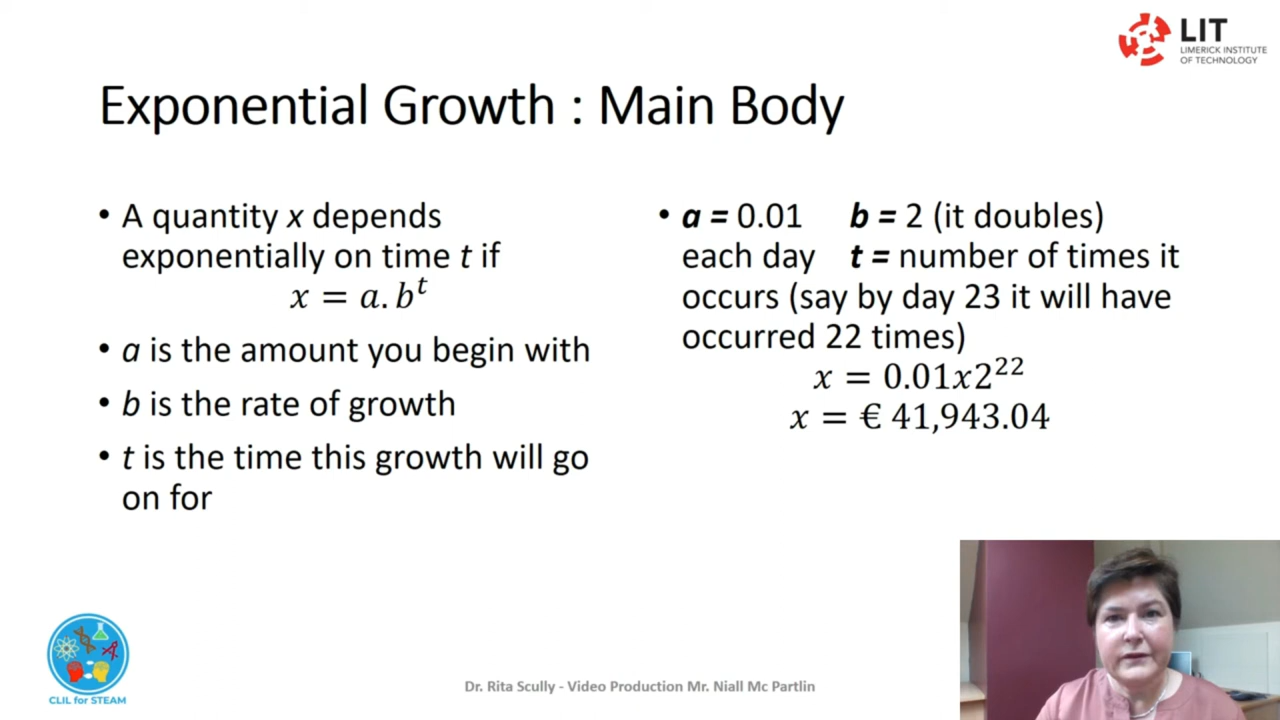 LIT
LIMERICK INSTITUTE
OF TECHNOLOGY
Exponential Growth : Main Body
• A quantity x depends
exponentially on time t if
x = a. b^t
• a is the amount you begin with
• b is the rate of growth
• t is the time this growth will go
on for
• a = 0.01 b = 2 (it doubles)
each day t = number of times it
occurs (say by day 23 it will have
occurred 22 times)
x = 0.01x2^22
x = € 41,943.04
CLIL for STEAM
Dr. Rita Scully - Video Production Mr. Niall Mc Partlin